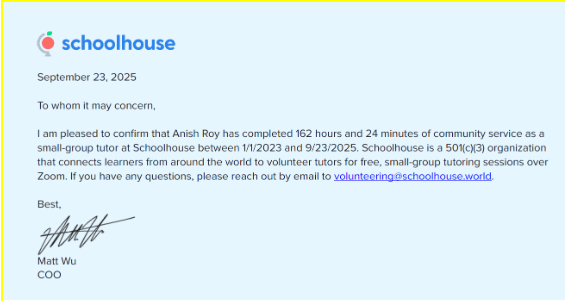 schoolhouse
September 23, 2025
To whom it may concern,
I am pleased to confirm that Anish Roy has completed 162 hours and 24 minutes of community service as a
small-group tutor at Schoolhouse between 1/1/2023 and 9/23/2025. Schoolhouse is a 501(c)(3) organization
that connects learners from around the world to volunteer tutors for free, small-group tutoring sessions over
Zoom. If you have any questions, please reach out by email to volunteering@schoolhouse.world.
Best,
Matt Wu
COO